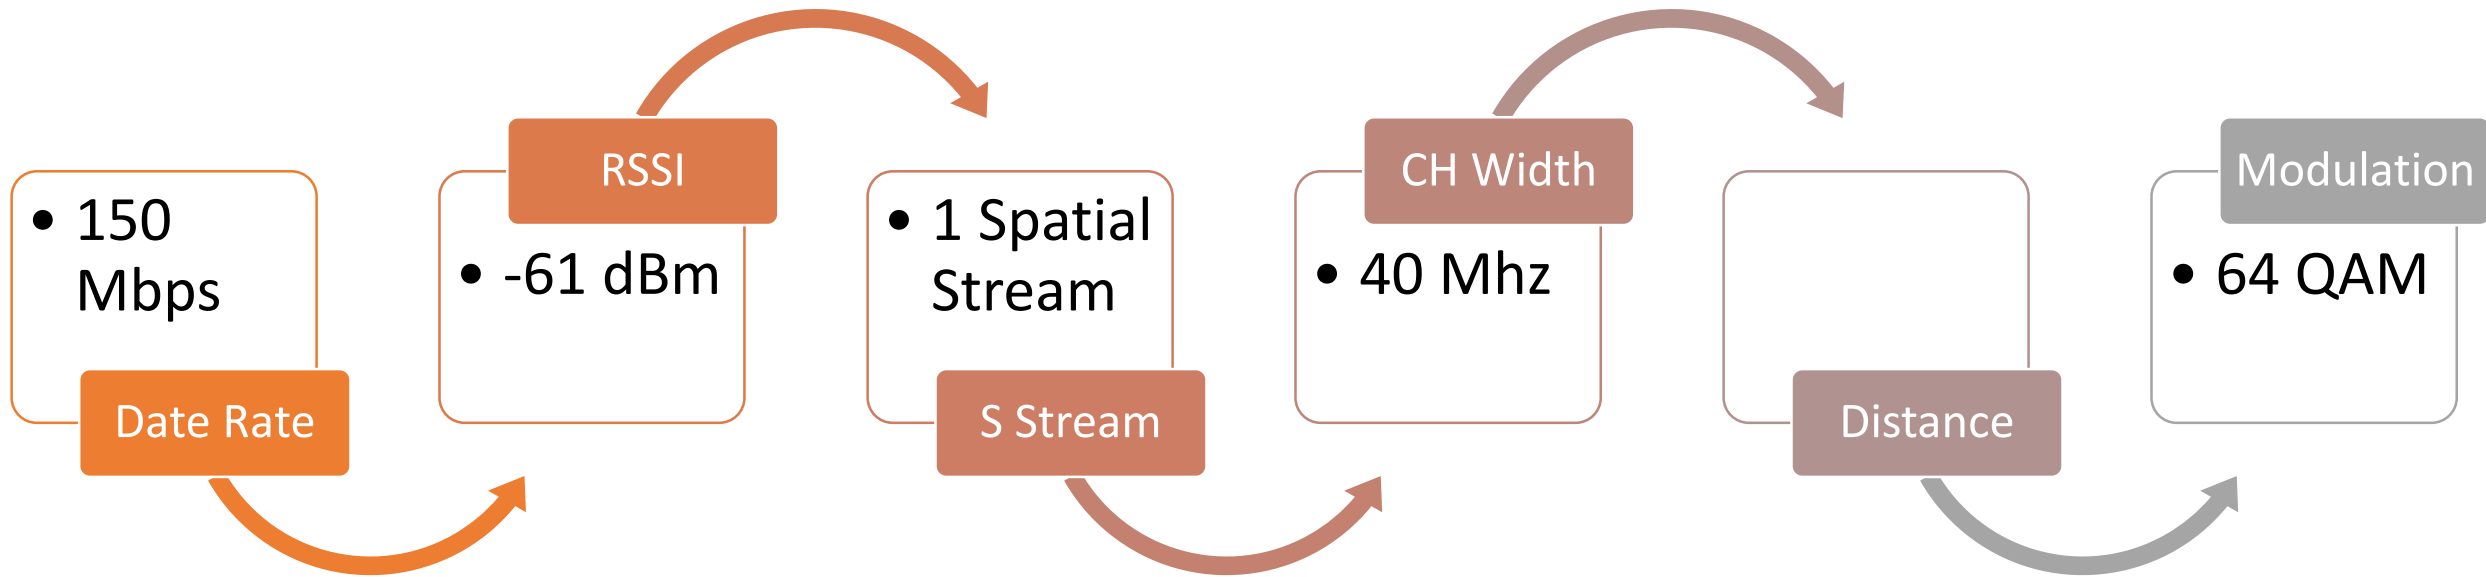 • 150
Mbps
Date Rate
RSSI
• -61 dBm
• 1 Spatial
Stream
S Stream
CH Width
• 40 Mhz
Distance
Modulation
• 64 QAM